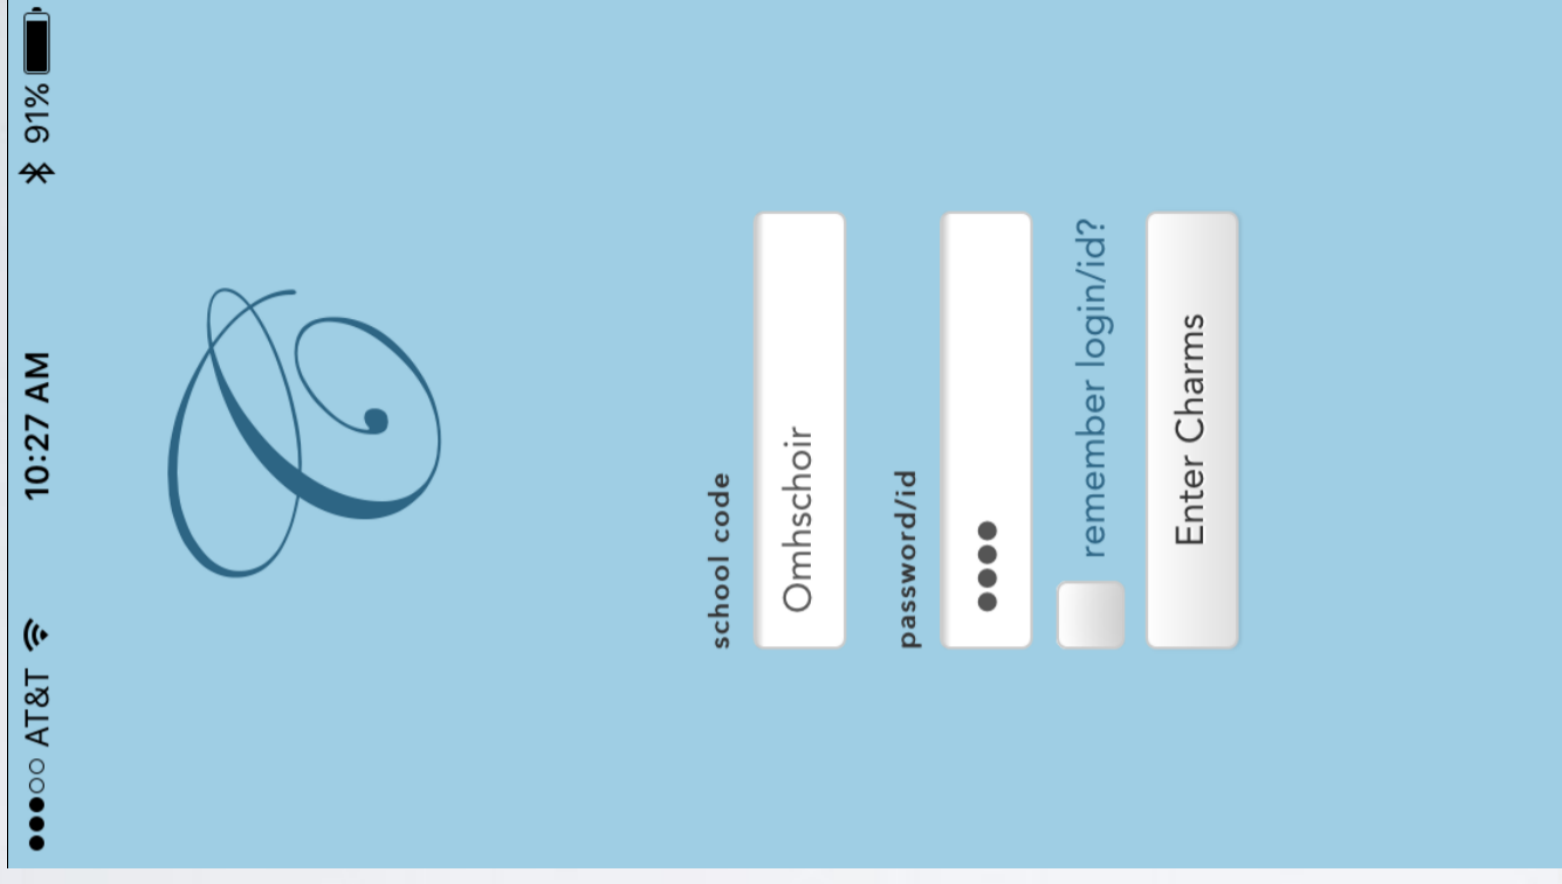 AT&T 10:27 AM 91%
school code
Omhschoir
password/id
remember login/id?
Enter Charms